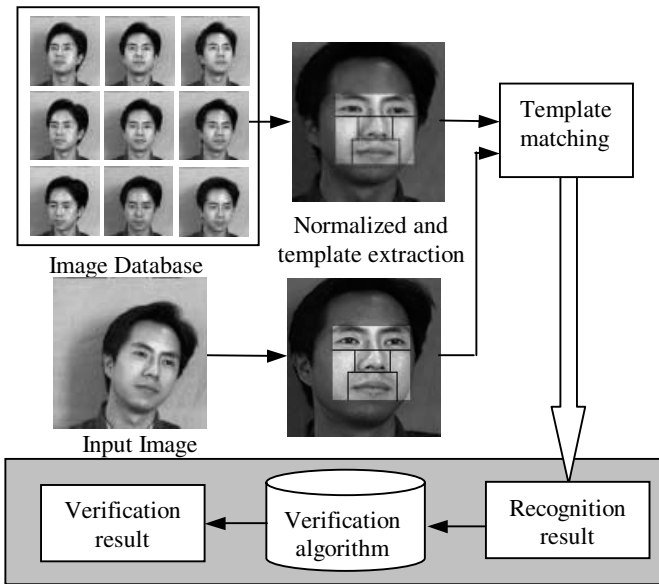 Template
matching
Normalized and
template extraction
Image Database
Input Image
Verification
result
Verification
algorithm
Recognition
result